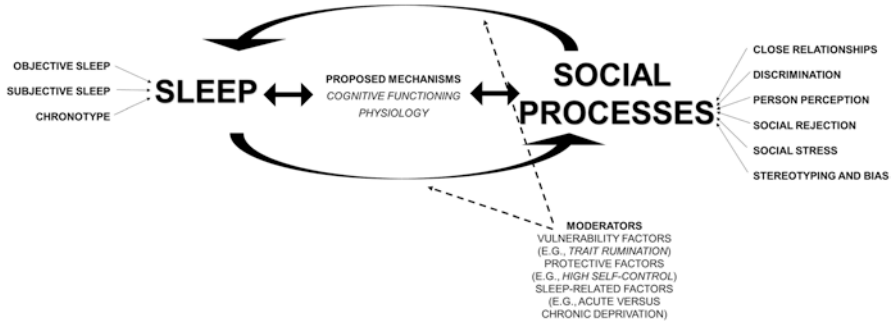 OBJECTIVE SLEEP
SUBJECTIVE SLEEP
CHRONOTYPE
SLEEP
PROPOSED MECHANISMS
COGNITIVE FUNCTIONING
PHYSIOLOGY
SOCIAL
PROCESSES
CLOSE RELATIONSHIPS
DISCRIMINATION
PERSON PERCEPTION
SOCIAL REJECTION
SOCIAL STRESS
STEREOTYPING AND BIAS
MODERATORS
VULNERABILITY FACTORS
(E.G., TRAIT RUMINATION)
PROTECTIVE FACTORS
(E.G., HIGH SELF-CONTROL)
SLEEP-RELATED FACTORS
(E.G., ACUTE VERSUS
CHRONIC DEPRIVATION)